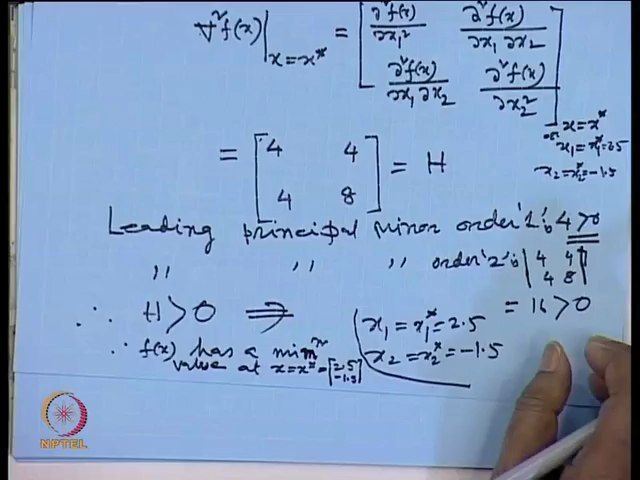 ∇²f(x)|x=x* = [∂²f(x)/∂x₁² ∂²f(x)/∂x₁∂x₂
∂²f(x)/∂x₁∂x₂ ∂²f(x)/∂x₂²]
x=x*
x₁=x₁*=2.5
x₂=x₂*=-1.5
= [4 4
4 8] = H
Leading principal minor order '1' is 4>0
" " " order '2' is |4 4
4 8|
= 16>0
∴ H>0 ⇒
x₁=x₁*=2.5
x₂=x₂*=-1.5
∴ f(x) has a minᵐ
value at x=x*=[2.5
-1.5]
NPTEL